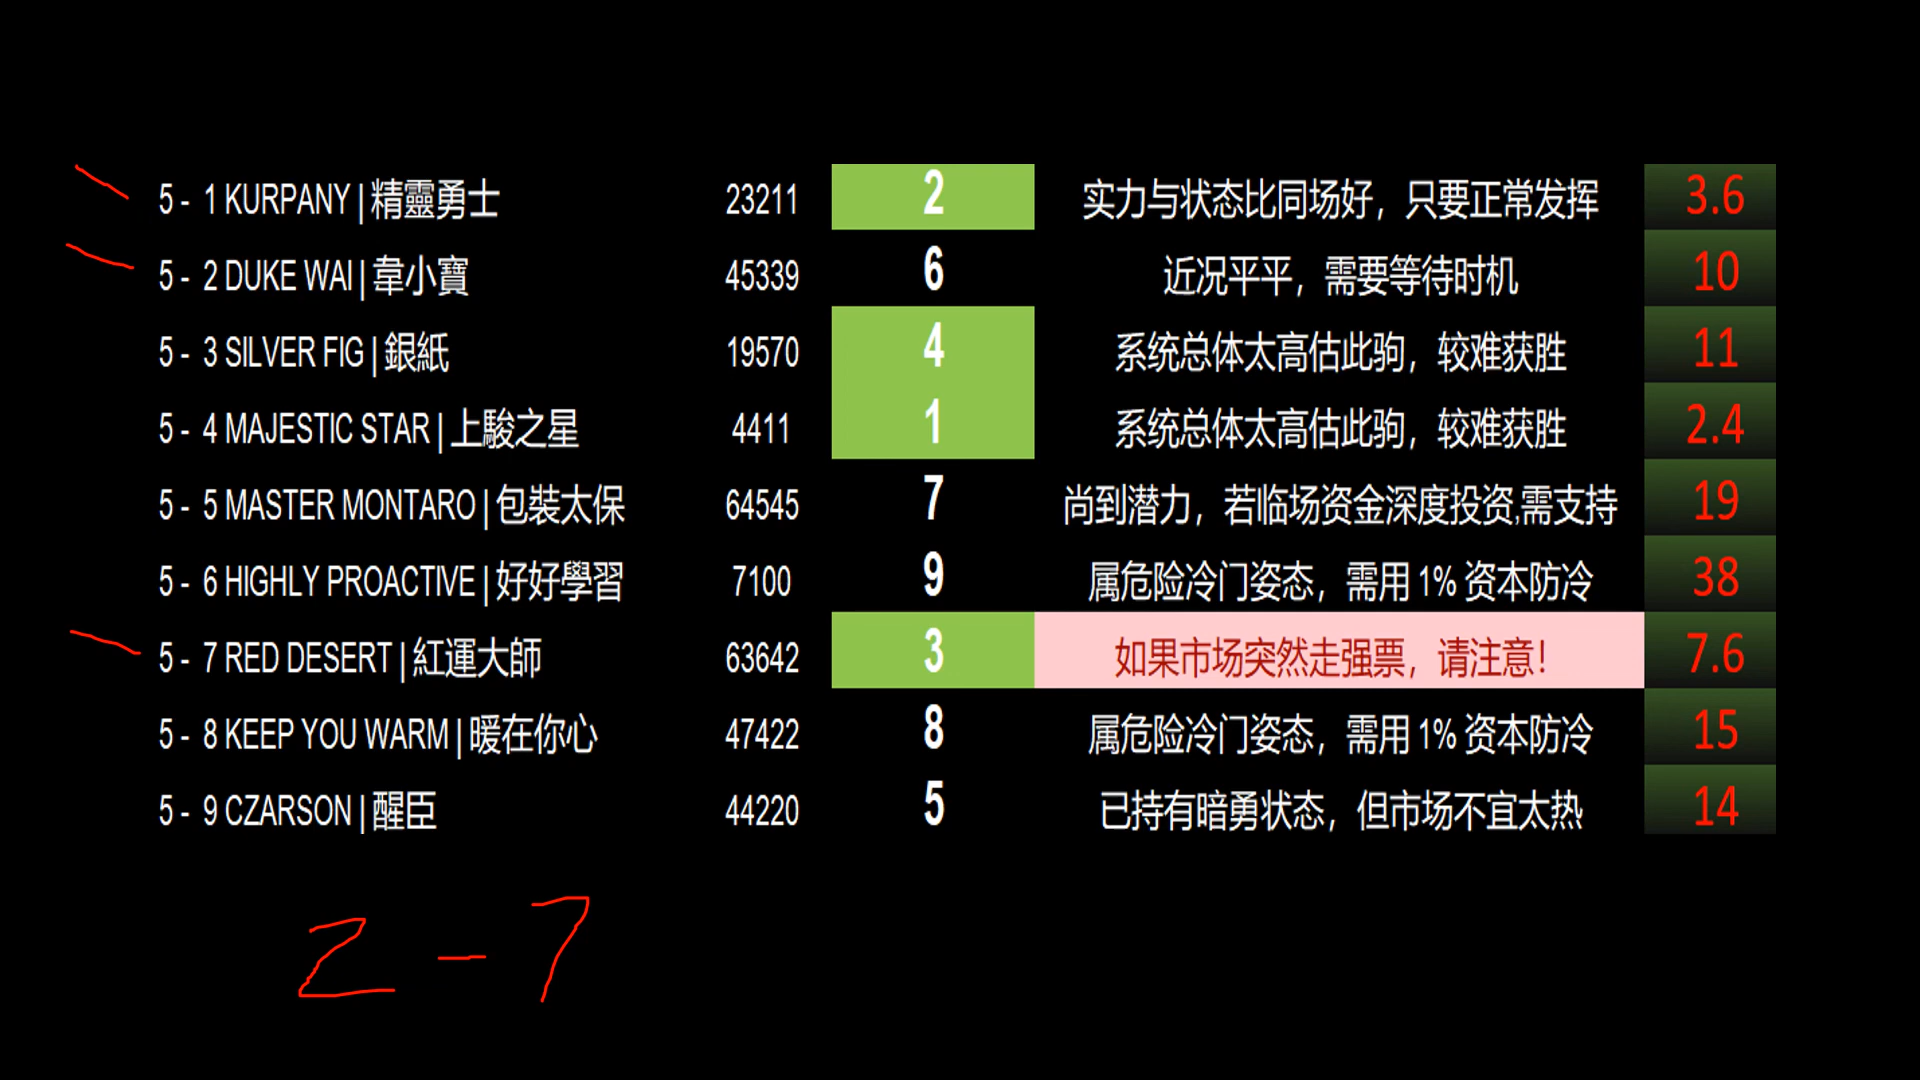 5 - 1 KURPANY | 精靈勇士 23211 2 实力与状态比同场好，只要正常发挥 3.6
5 - 2 DUKE WAI | 韋小寶 45339 6 近况平平，需要等待时机 10
5 - 3 SILVER FIG | 銀紙 19570 4 系统总体太高估此驹，较难获胜 11
5 - 4 MAJESTIC STAR | 上駿之星 4411 1 系统总体太高估此驹，较难获胜 2.4
5 - 5 MASTER MONTARO | 包裝太保 64545 7 尚到潜力，若临场资金深度投资,需支持 19
5 - 6 HIGHLY PROACTIVE | 好好學習 7100 9 属危险冷门姿态，需用 1% 资本防冷 38
5 - 7 RED DESERT | 紅運大師 63642 3 如果市场突然走强票，请注意！ 7.6
5 - 8 KEEP YOU WARM | 暖在你心 47422 8 属危险冷门姿态，需用 1% 资本防冷 15
5 - 9 CZARSON | 醒臣 44220 5 已持有暗勇状态，但市场不宜太热 14
2 - 7